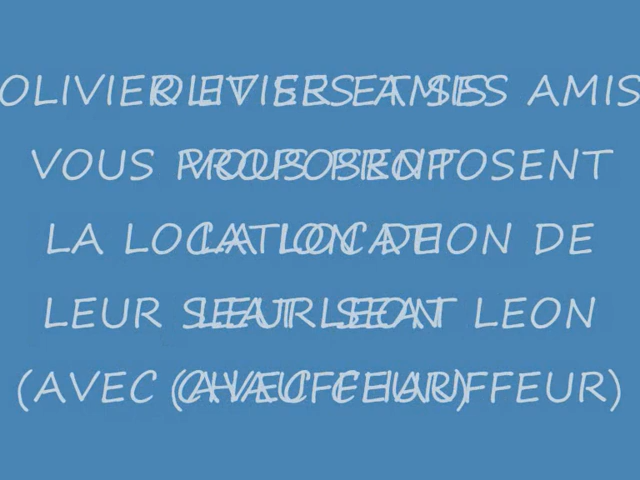 OLIVIER ET SES AMIS
VOUS PROPOSENT
LA LOCATION DE
LEUR SEAT LEON
(AVEC CHAUFFEUR)